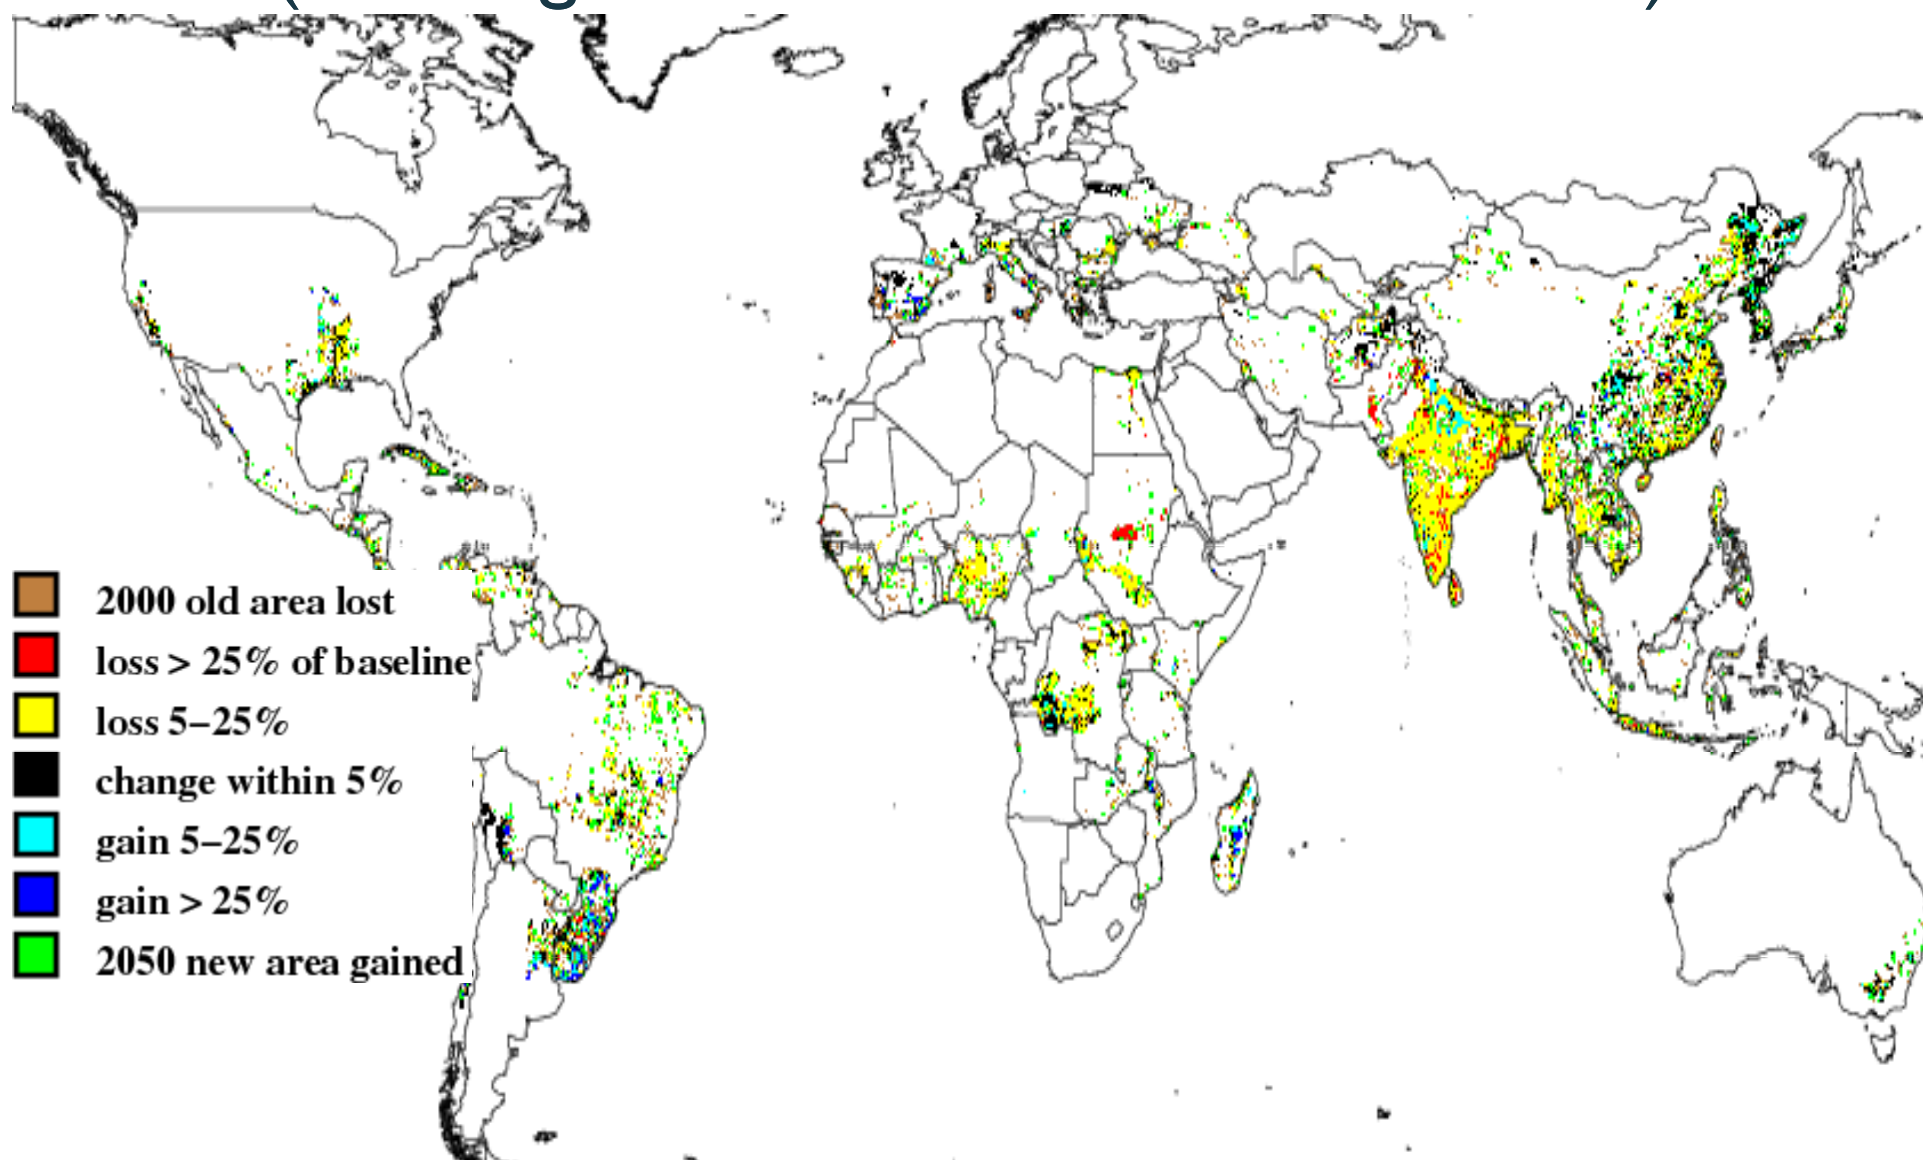 2000 old area lost
loss > 25% of baseline
loss 5–25%
change within 5%
gain 5–25%
gain > 25%
2050 new area gained